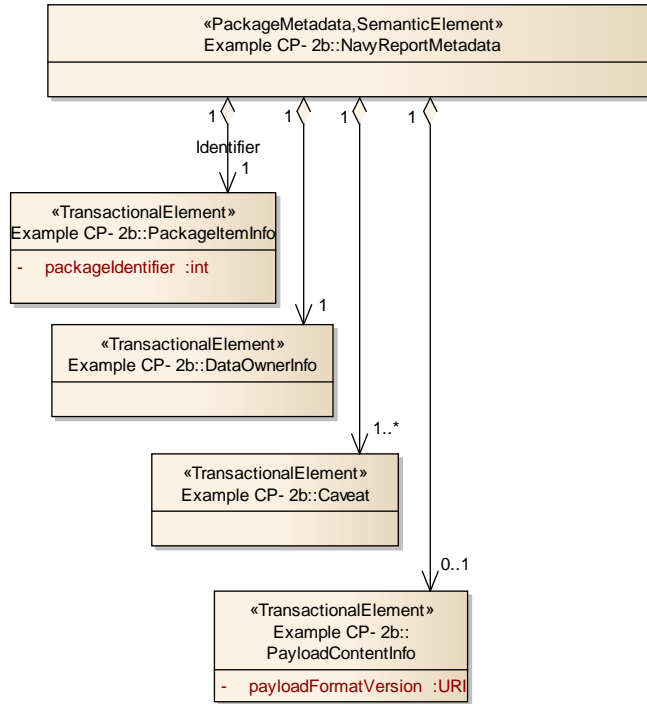 «PackageMetadata,SemanticElement»
Example CP- 2b::NavyReportMetadata
1
1
1
1
Identifier
1
«TransactionalElement»
Example CP- 2b::PackageItemInfo
- packageIdentifier :int
1
«TransactionalElement»
Example CP- 2b::DataOwnerInfo
1..*
«TransactionalElement»
Example CP- 2b::Caveat
0..1
«TransactionalElement»
Example CP- 2b::
PayloadContentInfo
- payloadFormatVersion :URI